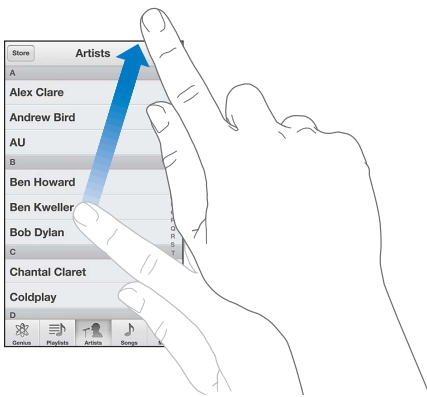 Store Artists
A
Alex Clare
Andrew Bird
AU
B
Ben Howard
Ben Kweller
Bob Dylan
Q
R
S
T
C
Chantal Claret
Coldplay
D
Genius Playlists Artists Songs